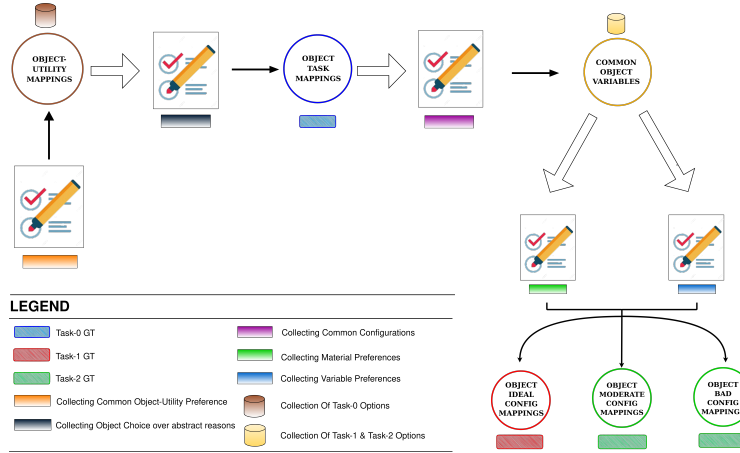 OBJECT-
UTILITY
MAPPINGS
OBJECT
TASK
MAPPINGS
COMMON
OBJECT
VARIABLES
LEGEND
Task-0 GT
Task-1 GT
Task-2 GT
Collecting Common Object-Utility Preference
Collecting Object Choice over abstract reasons
Collecting Common Configurations
Collecting Material Preferences
Collecting Variable Preferences
Collection Of Task-0 Options
Collection Of Task-1 & Task-2 Options
OBJECT
IDEAL
CONFIG
MAPPINGS
OBJECT
MODERATE
CONFIG
MAPPINGS
OBJECT
BAD
CONFIG
MAPPING